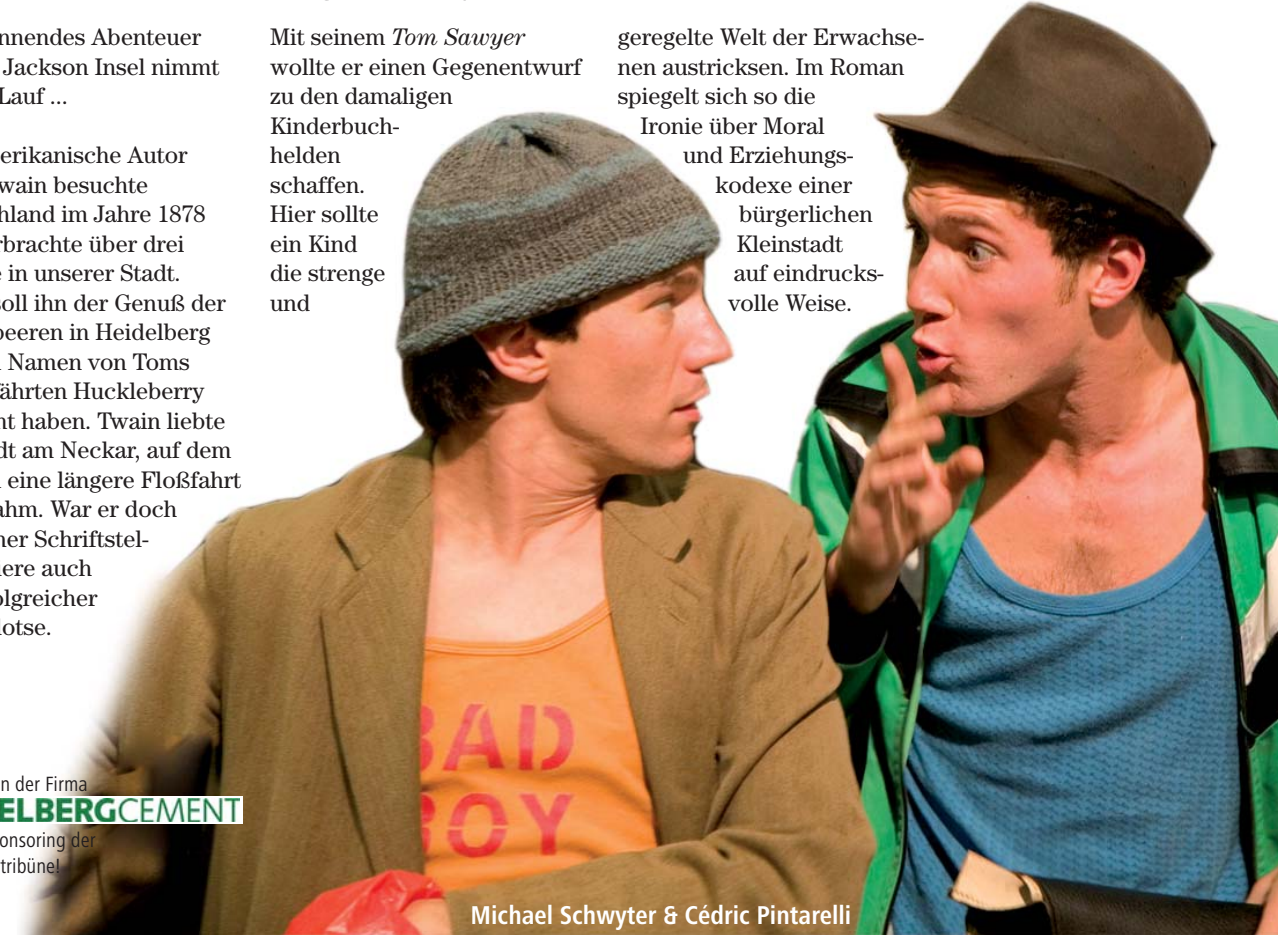 nnendes Abenteuer
Jackson Insel nimmt
Lauf ...
erikanische Autor
wain besuchte
hland im Jahre 1878
rbrachte über drei
e in unserer Stadt.
soll ihn der Genuß der
beeren in Heidelberg
Namen von Toms
fährten Huckleberry
nt haben. Twain liebte
dt am Neckar, auf dem
eine längere Floßfahrt
ahm. War er doch
ner Schriftstel-
iere auch
olgreicher
lotse.
n der Firma
ELBERGCEMENT
onsoring der
tribüne!
Mit seinem Tom Sawyer
wollte er einen Gegenentwurf
zu den damaligen
Kinderbuch-
helden
schaffen.
Hier sollte
ein Kind
die strenge
und
geregelte Welt der Erwachse-
nen austricksen. Im Roman
spiegelt sich so die
Ironie über Moral
und Erziehungs-
kodexe einer
bürgerlichen
Kleinstadt
auf eindrucks-
volle Weise.
BAD
BOY
Michael Schwyter & Cédric Pintarelli